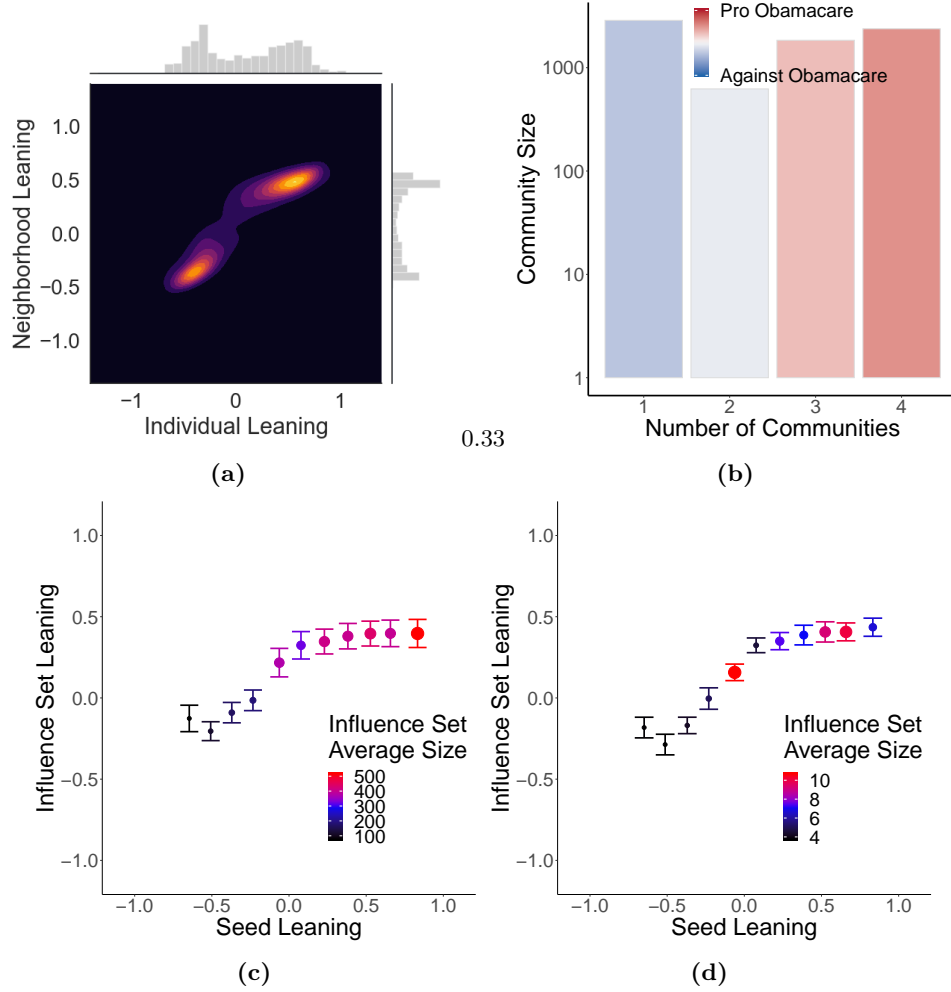 1.0
0.5
0.0
−0.5
−1.0
Neighborhood Leaning
−1 0 1
Individual Leaning
0.33
(a)
Pro Obamacare
Against Obamacare
1000
100
10
1
Community Size
1 2 3 4
Number of Communities
(b)
1.0
0.5
0.0
−0.5
−1.0
Influence Set Leaning
Influence Set
Average Size
500
400
300
200
100
−1.0 −0.5 0.0 0.5 1.0
Seed Leaning
(c)
1.0
0.5
0.0
−0.5
−1.0
Influence Set Leaning
Influence Set
Average Size
10
8
6
4
−1.0 −0.5 0.0 0.5 1.0
Seed Leaning
(d)